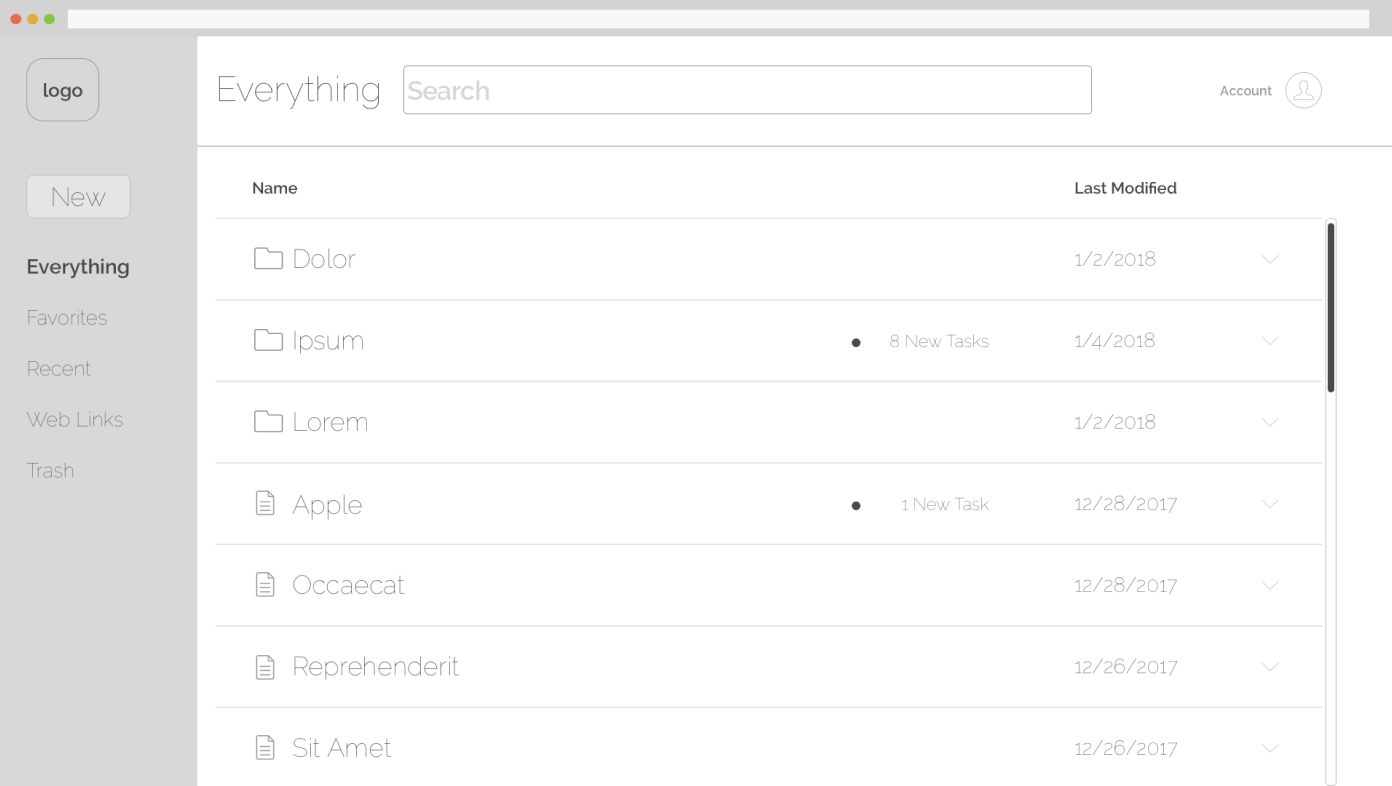 logo
Everything
Search
Account
New
Everything
Favorites
Recent
Web Links
Trash
Name Last Modified
Dolor 1/2/2018
Ipsum 8 New Tasks 1/4/2018
Lorem 1/2/2018
Apple 1 New Task 12/28/2017
Occaecat 12/28/2017
Reprehenderit 12/26/2017
Sit Amet 12/26/2017